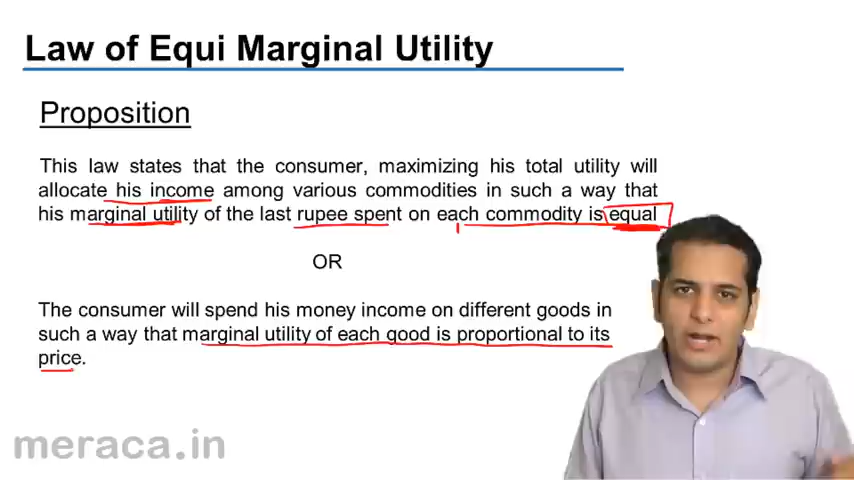 Law of Equi Marginal Utility
Proposition
This law states that the consumer, maximizing his total utility will
allocate his income among various commodities in such a way that
his marginal utility of the last rupee spent on each commodity is equal
OR
The consumer will spend his money income on different goods in
such a way that marginal utility of each good is proportional to its
price.
meraca.in